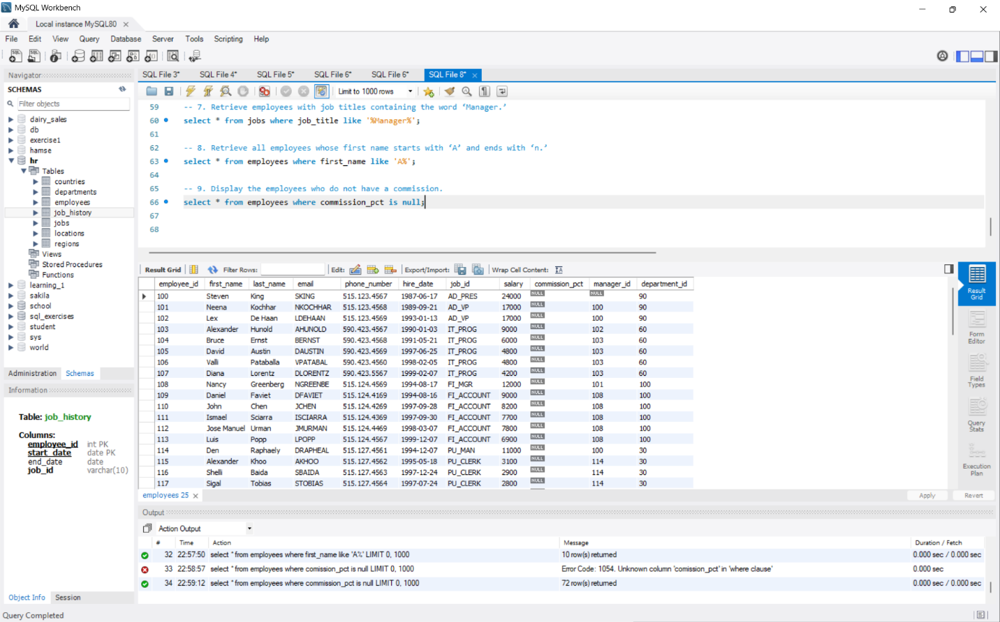 MySQL Workbench
Local instance MySQL80
File Edit View Query Database Server Tools Scripting Help
Navigator
SCHEMAS
Filter objects
dairy_sales
db
exercise1
hamse
hr
Tables
countries
departments
employees
job_history
jobs
locations
regions
Views
Stored Procedures
Functions
learning_1
sakila
school
sql_exercises
student
sys
world
Administration Schemas
Information
Table: job_history
Columns:
employee_id int PK
start_date date PK
end_date date
job_id varchar(10)
Object Info Session
SQL File 3* SQL File 4* SQL File 5* SQL File 6* SQL File 6* SQL File 8*
Limit to 1000 rows
59 -- 7. Retrieve employees with job titles containing the word ‘Manager.’
60 select * from jobs where job_title like '%Manager%';
61
62 -- 8. Retrieve all employees whose first name starts with ‘A’ and ends with ‘n.’
63 select * from employees where first_name like 'A%';
64
65 -- 9. Display the employees who do not have a commission.
66 select * from employees where commission_pct is null;
67
68
Result Grid Filter Rows: Edit: Export/Import: Wrap Cell Content:
employee_id first_name last_name email phone_number hire_date job_id salary commission_pct manager_id department_id
100 Steven King SKING 515.123.4567 1987-06-17 AD_PRES 24000 NULL NULL 90
101 Neena Kochhar NKOCHHAR 515.123.4568 1989-09-21 AD_VP 17000 NULL 100 90
102 Lex De Haan LDEHAAN 515.123.4569 1993-01-13 AD_VP 17000 NULL 100 90
103 Alexander Hunold AHUNOLD 590.423.4567 1990-01-03 IT_PROG 9000 NULL 102 60
104 Bruce Ernst BERNST 590.423.4568 1991-05-21 IT_PROG 6000 NULL 103 60
105 David Austin DAUSTIN 590.423.4569 1997-06-25 IT_PROG 4800 NULL 103 60
106 Valli Pataballa VPATABAL 590.423.4560 1998-02-05 IT_PROG 4800 NULL 103 60
107 Diana Lorentz DLORENTZ 590.423.5567 1999-02-07 IT_PROG 4200 NULL 103 60
108 Nancy Greenberg NGREENBE 515.124.4569 1994-08-17 FI_MGR 12000 NULL 101 100
109 Daniel Faviet DFAVIET 515.124.4169 1994-08-16 FI_ACCOUNT 9000 NULL 108 100
110 John Chen JCHEN 515.124.4269 1997-09-28 FI_ACCOUNT 8200 NULL 108 100
111 Ismael Sciarra ISCIARRA 515.124.4369 1997-09-30 FI_ACCOUNT 7700 NULL 108 100
112 Jose Manuel Urman JMURMAN 515.124.4469 1998-03-07 FI_ACCOUNT 7800 NULL 108 100
113 Luis Popp LPOPP 515.124.4567 1999-12-07 FI_ACCOUNT 6900 NULL 108 100
114 Den Raphaely DRAPHEAL 515.127.4561 1994-12-07 PU_MAN 11000 NULL 100 30
115 Alexander Khoo AKHOO 515.127.4562 1995-05-18 PU_CLERK 3100 NULL 114 30
116 Shelli Baida SBAIDA 515.127.4563 1997-12-24 PU_CLERK 2900 NULL 114 30
117 Sigal Tobias STOBIAS 515.127.4564 1997-07-24 PU_CLERK 2800 NULL 114 30
Result Grid
Form Editor
Field Types
Query Stats
Execution Plan
employees 25 Apply Revert
Output
Action Output
# Time Action Message Duration / Fetch
32 22:57:50 select * from employees where first_name like 'A%' LIMIT 0, 1000 10 row(s) returned 0.000 sec / 0.000 sec
33 22:58:57 select * from employees where comission_pct is null LIMIT 0, 1000 Error Code: 1054. Unknown column 'comission_pct' in 'where clause' 0.000 sec
34 22:59:12 select * from employees where commission_pct is null LIMIT 0, 1000 72 row(s) returned 0.000 sec / 0.000 sec
Query Completed